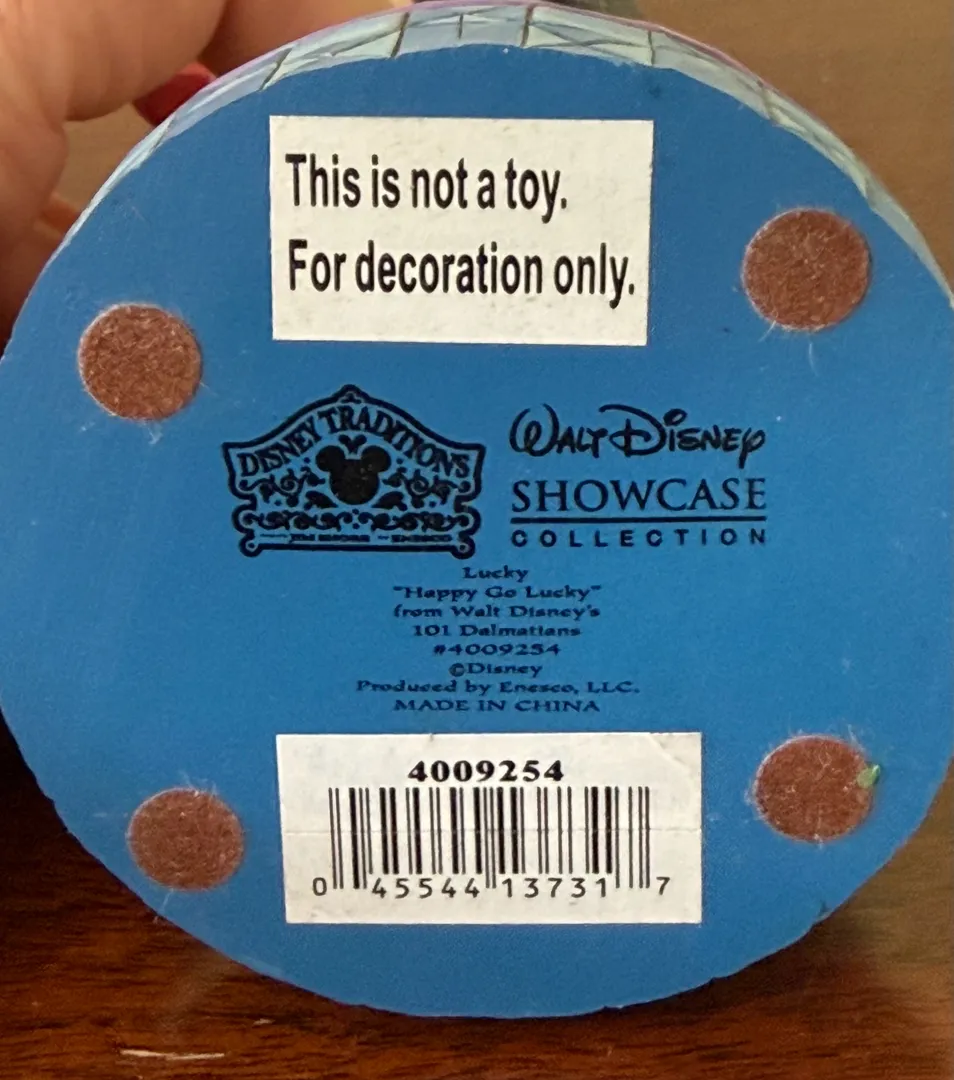 This is not a toy.
For decoration only.
DISNEY TRADITIONS
JIM SHORE ENESCO
WALT DISNEY
SHOWCASE
COLLECTION
Lucky
"Happy Go Lucky"
from Walt Disney's
101 Dalmatians
#4009254
©Disney
Produced by Enesco, LLC.
MADE IN CHINA
4009254
0 45544 13731 7